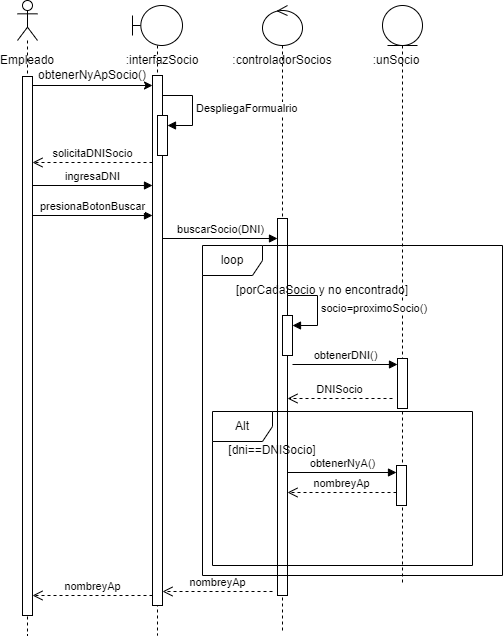 Empleado
:interfazSocio
:controladorSocios
:unSocio
obtenerNyApSocio()
DespliegaFormualrio
solicitaDNISocio
ingresaDNI
presionaBotonBuscar
buscarSocio(DNI)
loop
[porCadaSocio y no encontrado]
socio=proximoSocio()
obtenerDNI()
DNISocio
Alt
[dni==DNISocio]
obtenerNyA()
nombreyAp
nombreyAp
nombreyAp